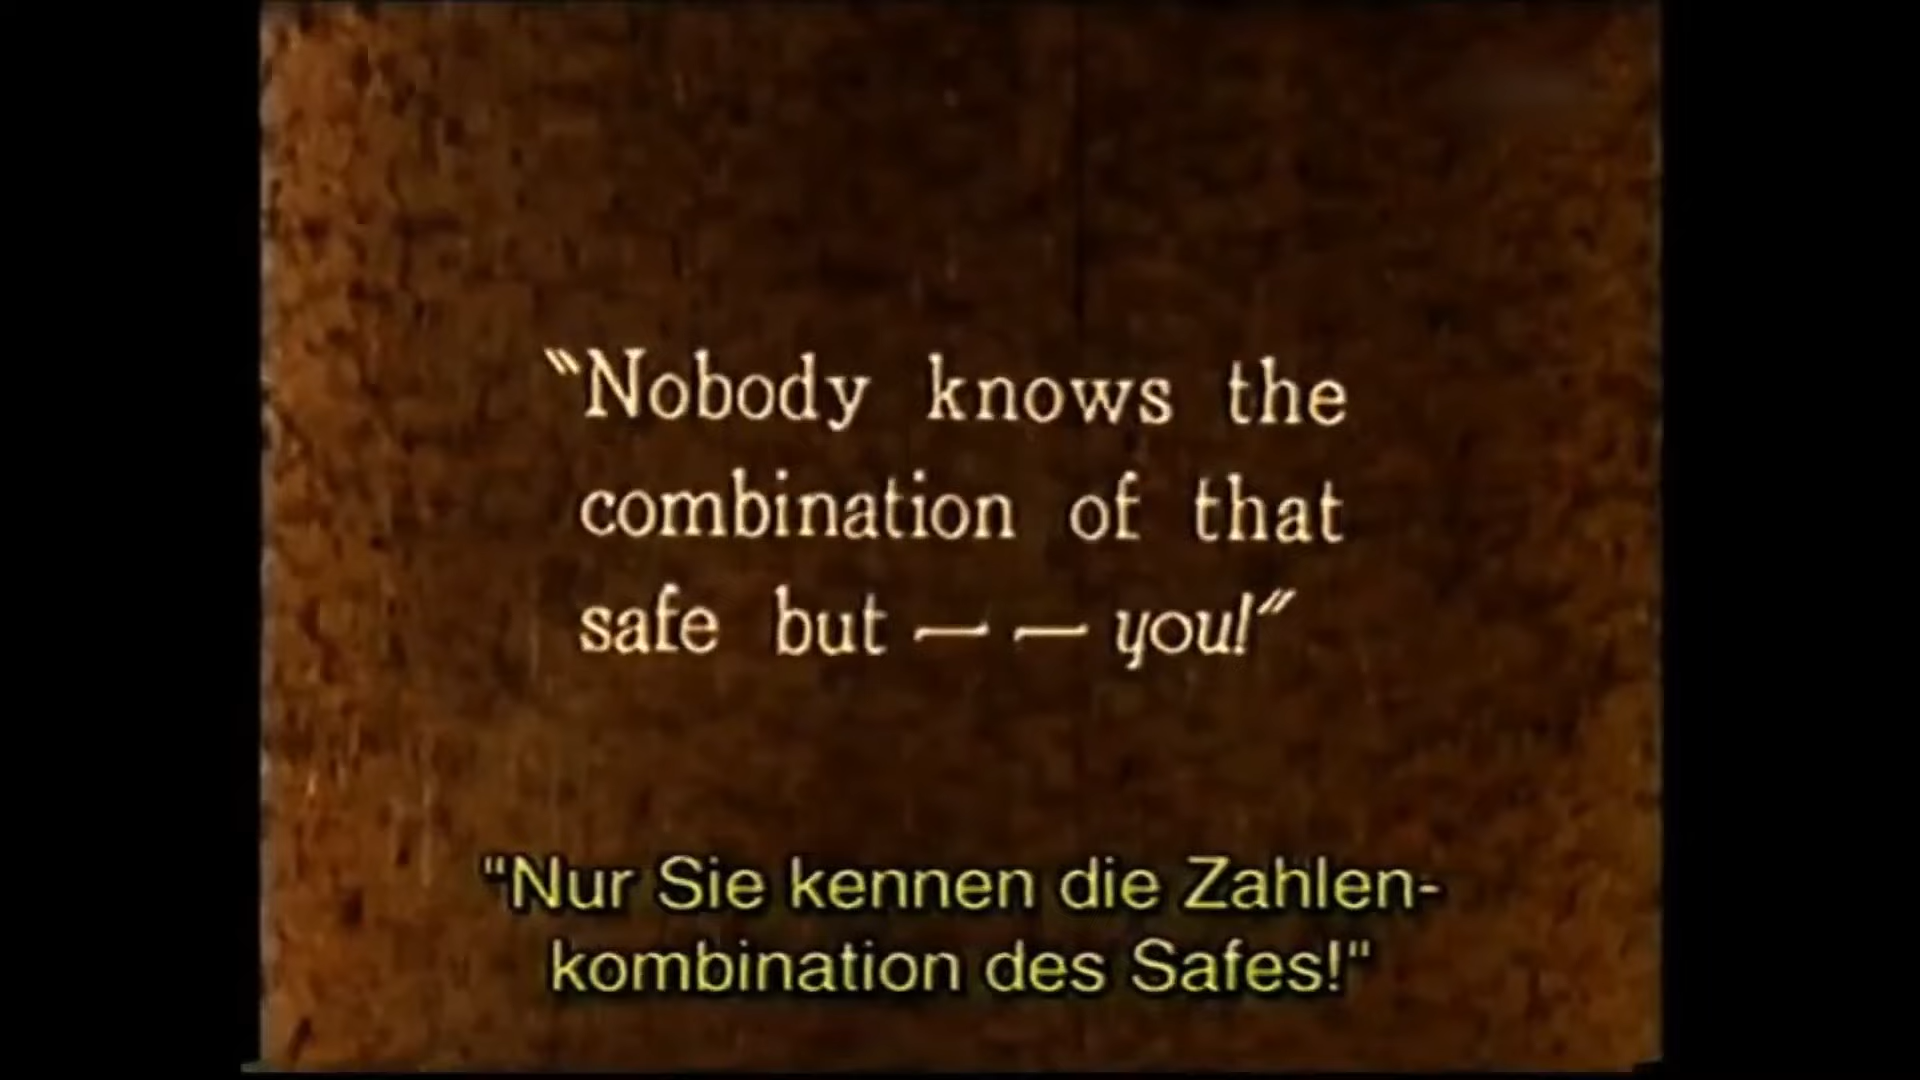 "Nobody knows the
combination of that
safe but — — you!"
"Nur Sie kennen die Zahlen-
kombination des Safes!"